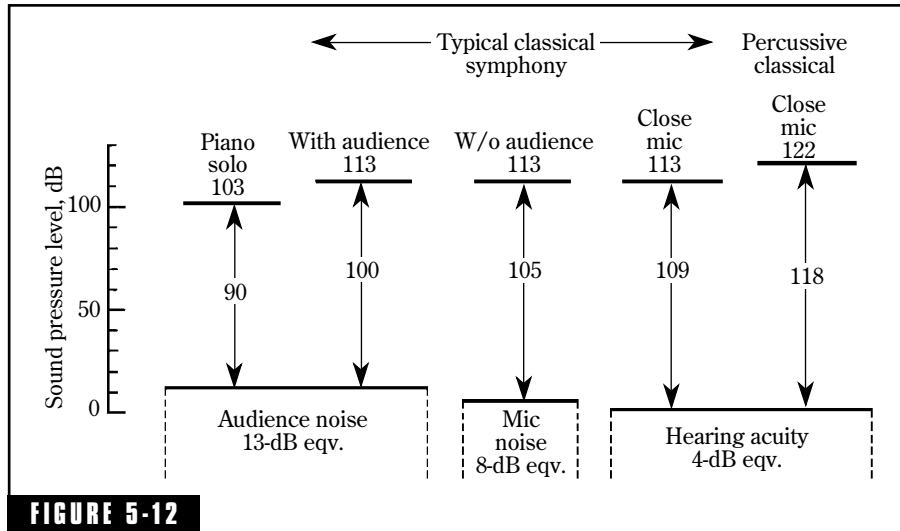 Typical classical
symphony
Percussive
classical
Piano
solo
103
With audience
113
W/o audience
113
Close
mic
113
Close
mic
122
Sound pressure level, dB
100
50
0
90
100
105
109
118
Audience noise
13-dB eqv.
Mic
noise
8-dB eqv.
Hearing acuity
4-dB eqv.
FIGURE 5-12